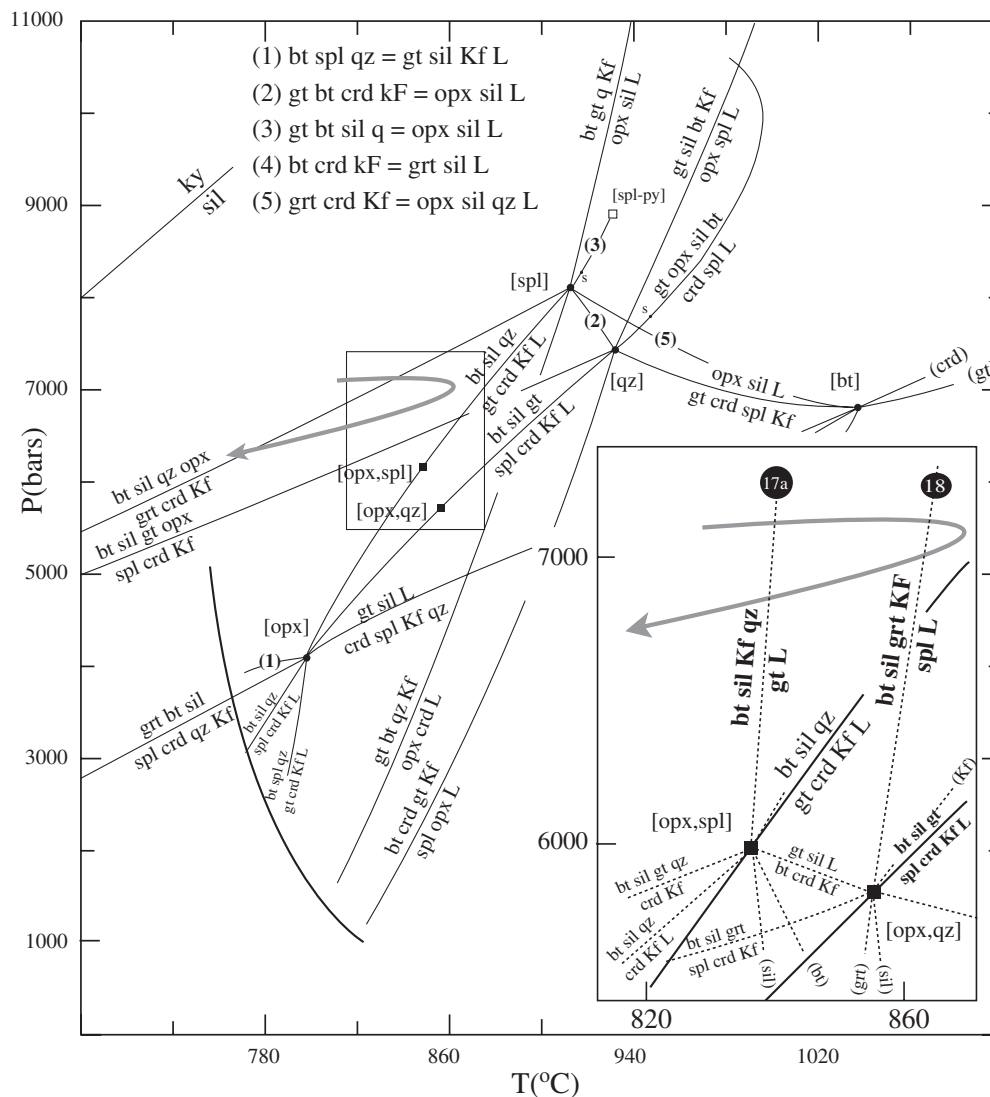 11000
9000
7000
5000
3000
1000
P(bars)
780
860
940
1020
T(°C)
(1) bt spl qz = gt sil Kf L
(2) gt bt crd kF = opx sil L
(3) gt bt sil q = opx sil L
(4) bt crd kF = grt sil L
(5) grt crd Kf = opx sil qz L
ky
sil
bt gt q Kf
opx sil L
gt sil bt Kf
opx spl L
[spl-py]
(3)
s
[spl]
(2)
s
gt opx sil bt
crd spl L
(5)
[qz]
opx sil L
gt crd spl Kf
[bt]
(crd)
(gt)
bt sil qz
gt crd Kf L
bt sil gt
spl crd Kf L
[opx,spl]
[opx,qz]
bt sil qz opx
grt crd Kf
bt sil gt opx
spl crd Kf
gt sil L
crd spl Kf qz
[opx]
(1)
grt bt sil
spl crd qz Kf
bt sil qz
spl crd Kf L
bt spl qz
gt crd Kf L
gt bt qz Kf
opx crd L
bt crd gt Kf
spl opx L
17a
18
7000
6000
820
860
bt sil Kf qz
gt L
bt sil grt KF
spl L
bt sil qz
gt crd Kf L
[opx,spl]
(Kf)
bt sil gt
spl crd Kf L
gt sil L
bt crd Kf
bt sil gt qz
crd Kf
bt sil qz
crd Kf L
bt sil grt
spl crd Kf
(sil)
(bt)
(grt)
(sil)
[opx,qz]